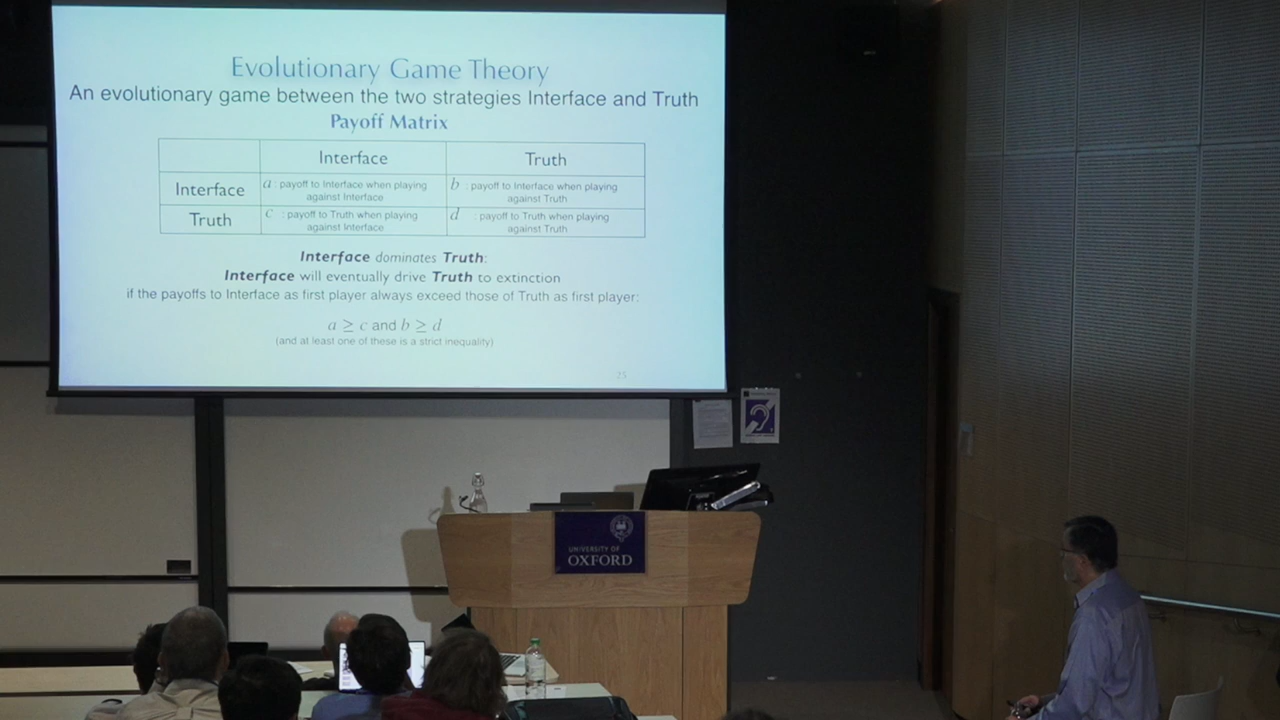 Evolutionary Game Theory
An evolutionary game between the two strategies Interface and Truth
Payoff Matrix
Interface Truth
Interface a : payoff to Interface when playing against Interface b : payoff to Interface when playing against Truth
Truth c : payoff to Truth when playing against Interface d : payoff to Truth when playing against Truth
Interface dominates Truth:
Interface will eventually drive Truth to extinction
if the payoffs to Interface as first player always exceed those of Truth as first player:
a ≥ c and b ≥ d
(and at least one of these is a strict inequality)
25
UNIVERSITY OF
OXFORD